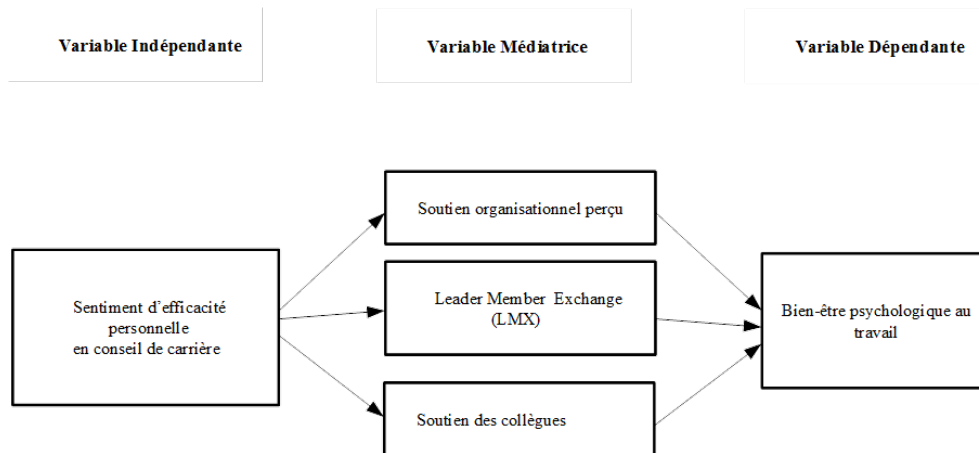 Variable Indépendante
Variable Médiatrice
Variable Dépendante
Soutien organisationnel perçu
Sentiment d’efficacité
personnelle
en conseil de carrière
Leader Member Exchange
(LMX)
Bien-être psychologique au
travail
Soutien des collègues